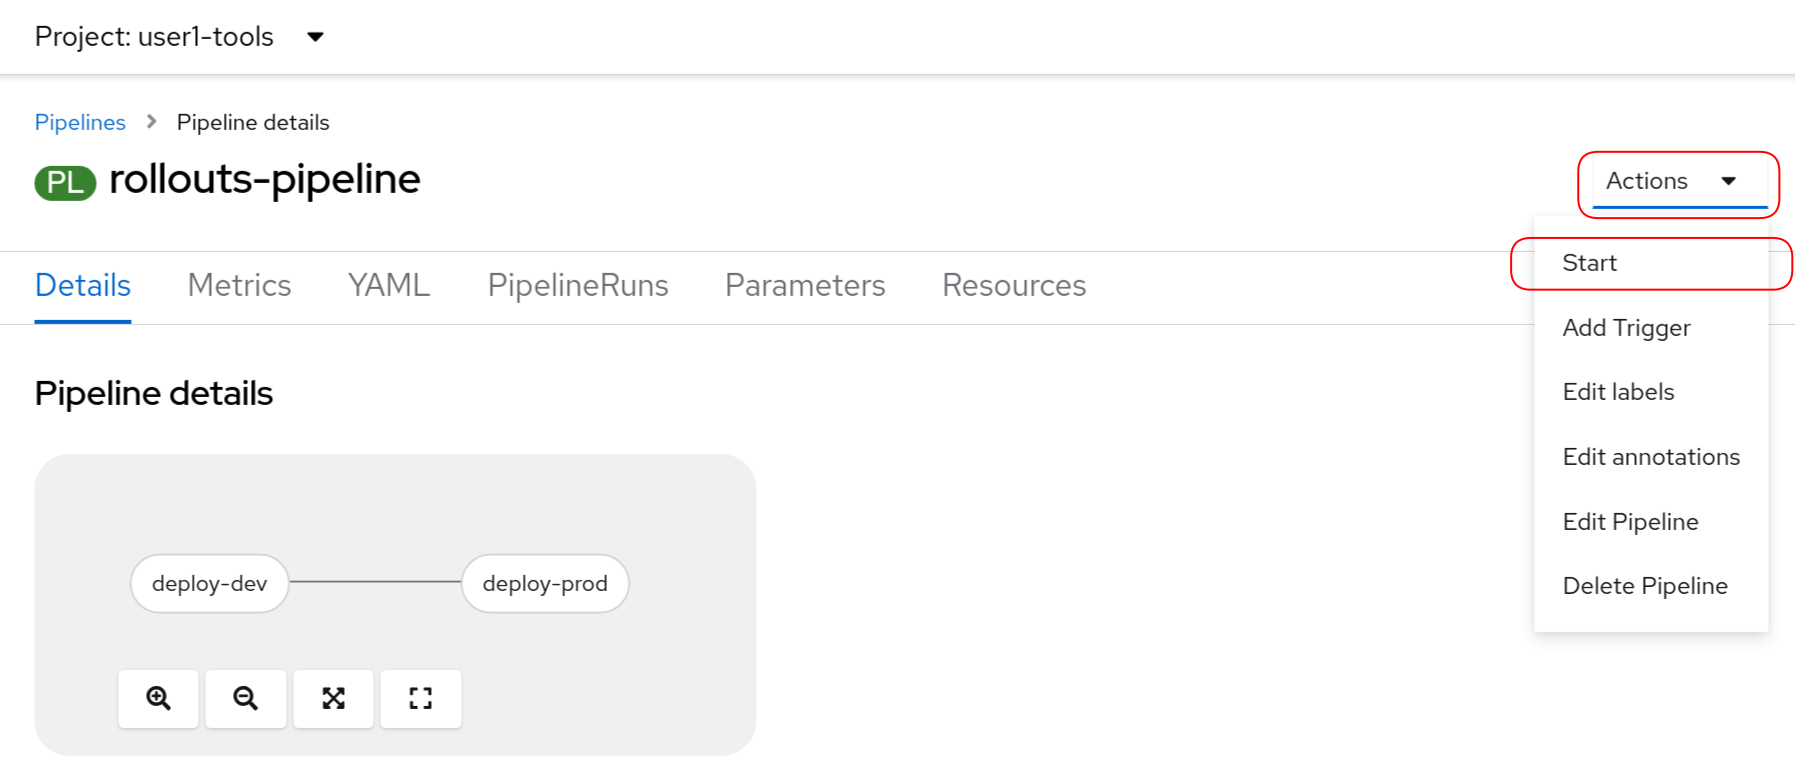 Project: user1-tools
Pipelines > Pipeline details
PL rollouts-pipeline
Actions
Details Metrics YAML PipelineRuns Parameters Resources
Start
Add Trigger
Edit labels
Edit annotations
Edit Pipeline
Delete Pipeline
Pipeline details
deploy-dev deploy-prod